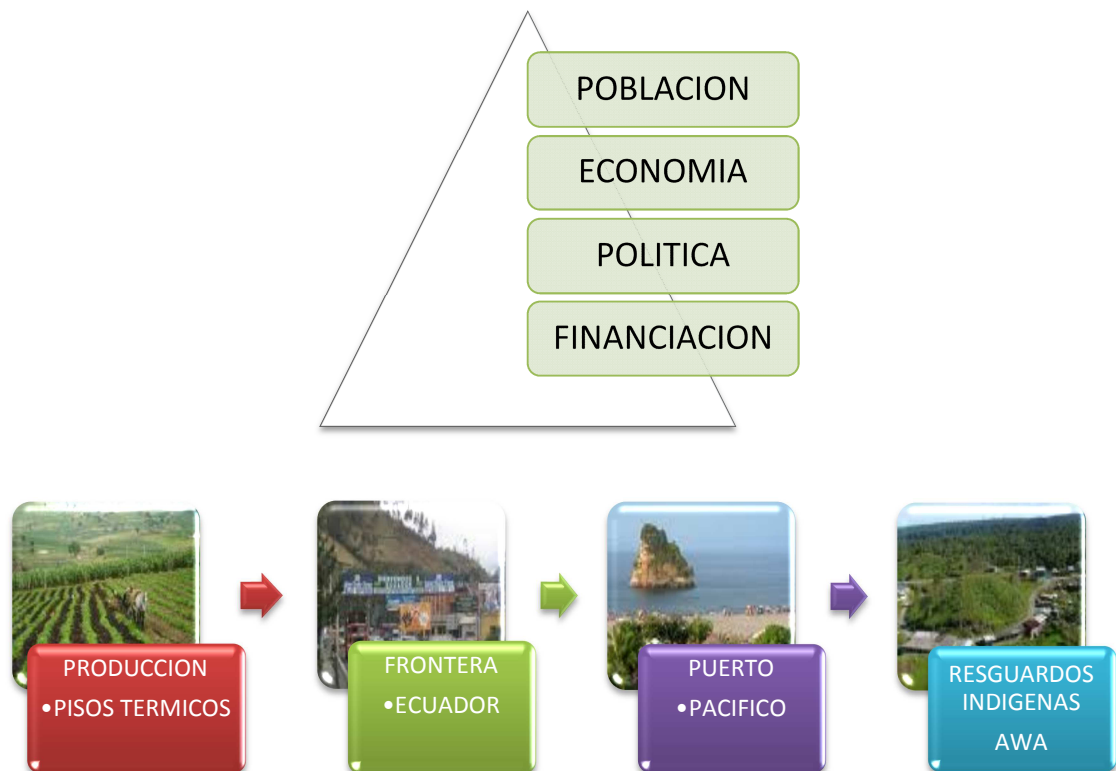 POBLACION
ECONOMIA
POLITICA
FINANCIACION
PRODUCCION
•PISOS TERMICOS
FRONTERA
•ECUADOR
PUERTO
•PACIFICO
RESGUARDOS
INDIGENAS
AWA